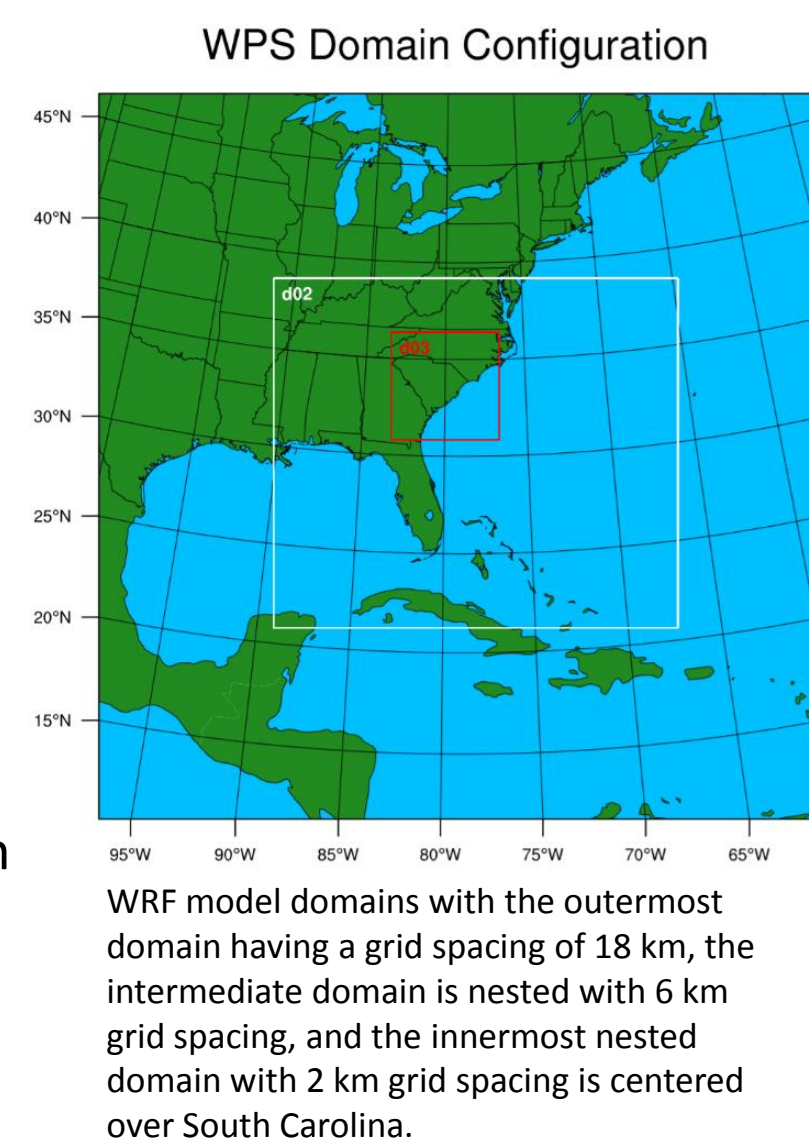 WPS Domain Configuration
45°N
40°N
35°N
30°N
25°N
20°N
15°N
d02
d03
95°W 90°W 85°W 80°W 75°W 70°W 65°W
n
WRF model domains with the outermost
domain having a grid spacing of 18 km, the
intermediate domain is nested with 6 km
grid spacing, and the innermost nested
domain with 2 km grid spacing is centered
over South Carolina.